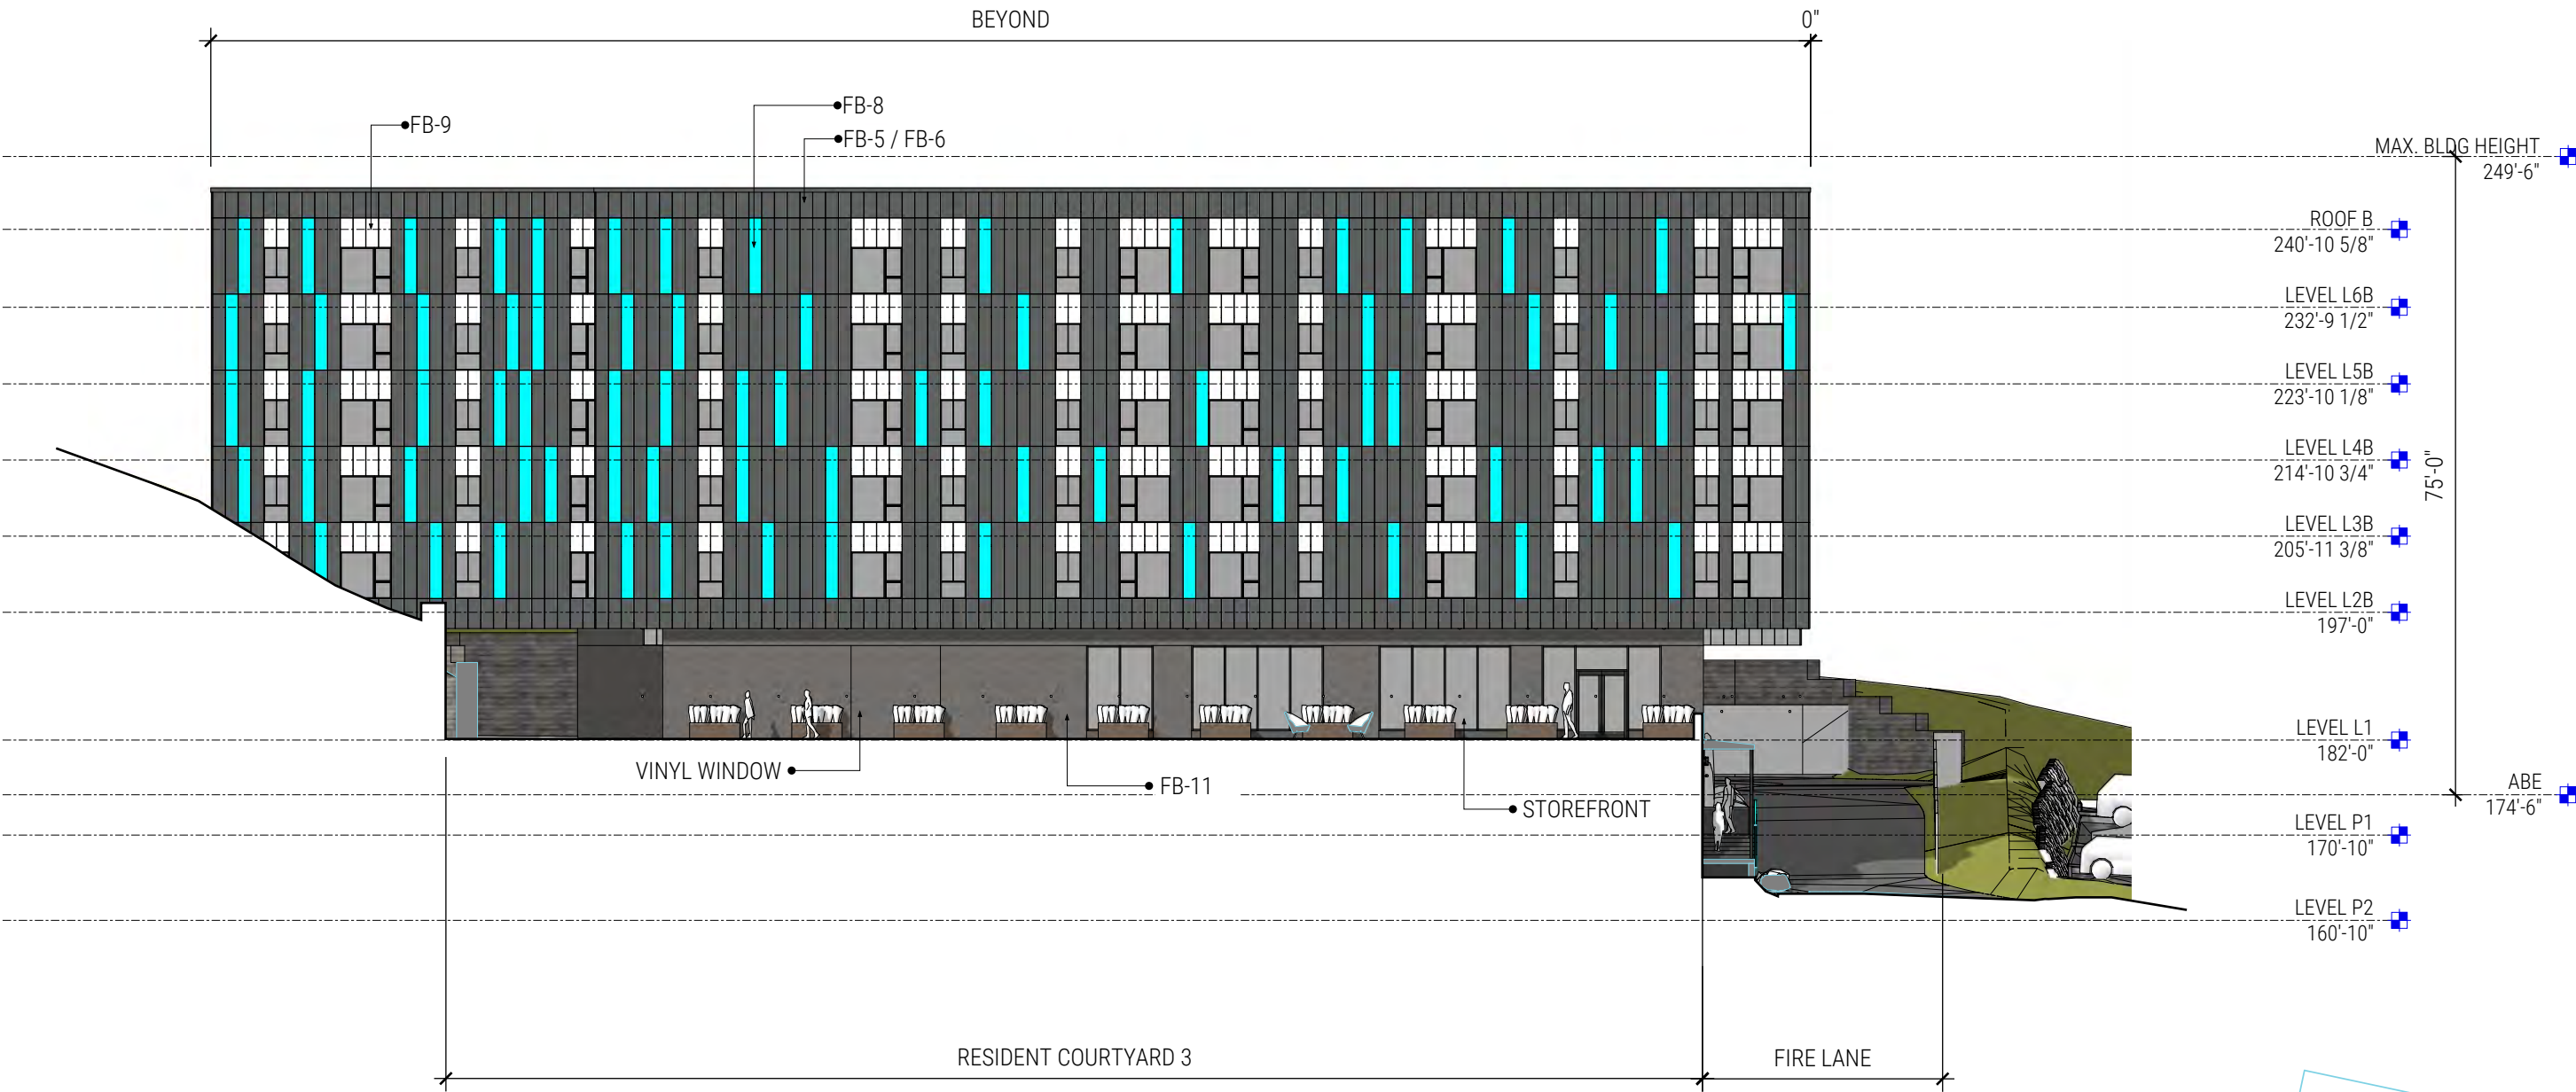 BEYOND
0"
FB-8
FB-9
FB-5 / FB-6
MAX. BLDG HEIGHT
249'-6"
ROOF B
240'-10 5/8"
LEVEL L6B
232'-9 1/2"
LEVEL L5B
223'-10 1/8"
LEVEL L4B
214'-10 3/4"
75'-0"
LEVEL L3B
205'-11 3/8"
LEVEL L2B
197'-0"
LEVEL L1
182'-0"
VINYL WINDOW
FB-11
STOREFRONT
ABE
174'-6"
LEVEL P1
170'-10"
LEVEL P2
160'-10"
RESIDENT COURTYARD 3
FIRE LANE